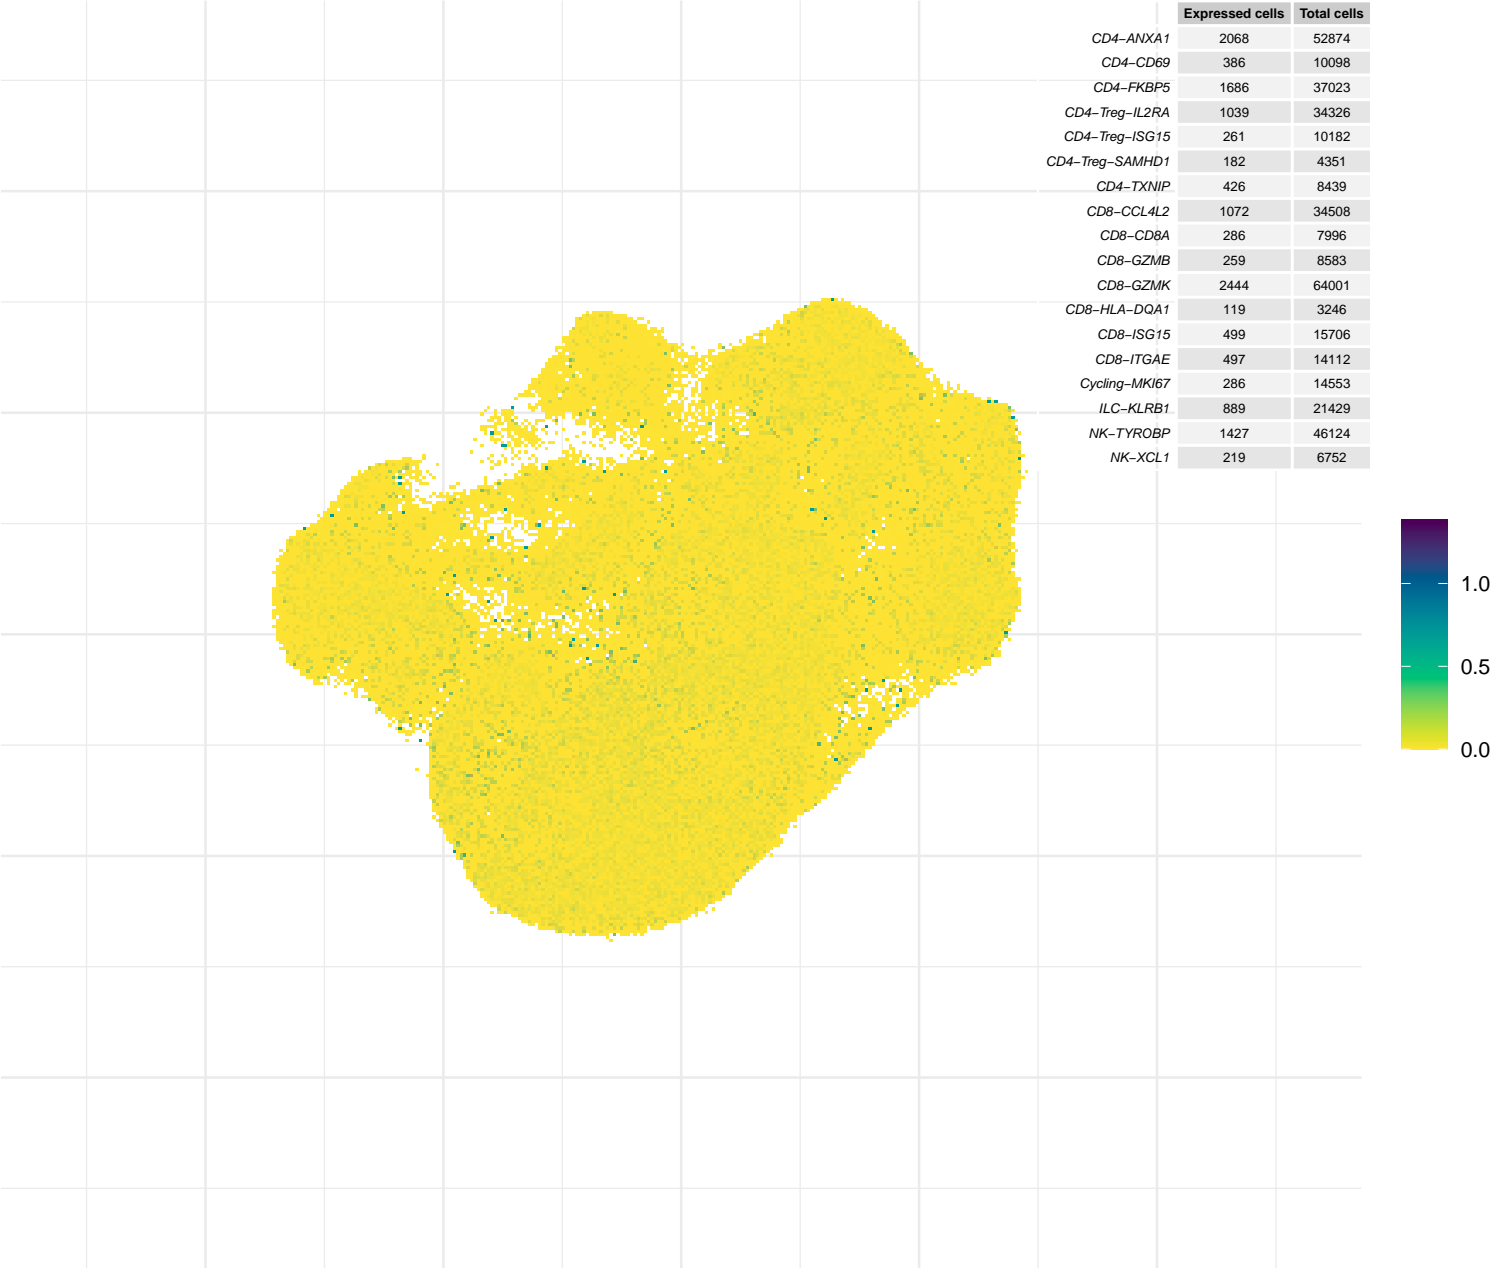 Expressed cells Total cells
CD4−ANXA1 2068 52874
CD4−CD69 386 10098
CD4−FKBP5 1686 37023
CD4−Treg−IL2RA 1039 34326
CD4−Treg−ISG15 261 10182
CD4−Treg−SAMHD1 182 4351
CD4−TXNIP 426 8439
CD8−CCL4L2 1072 34508
CD8−CD8A 286 7996
CD8−GZMB 259 8583
CD8−GZMK 2444 64001
CD8−HLA−DQA1 119 3246
CD8−ISG15 499 15706
CD8−ITGAE 497 14112
Cycling−MKI67 286 14553
ILC−KLRB1 889 21429
NK−TYROBP 1427 46124
NK−XCL1 219 6752
1.0
0.5
0.0